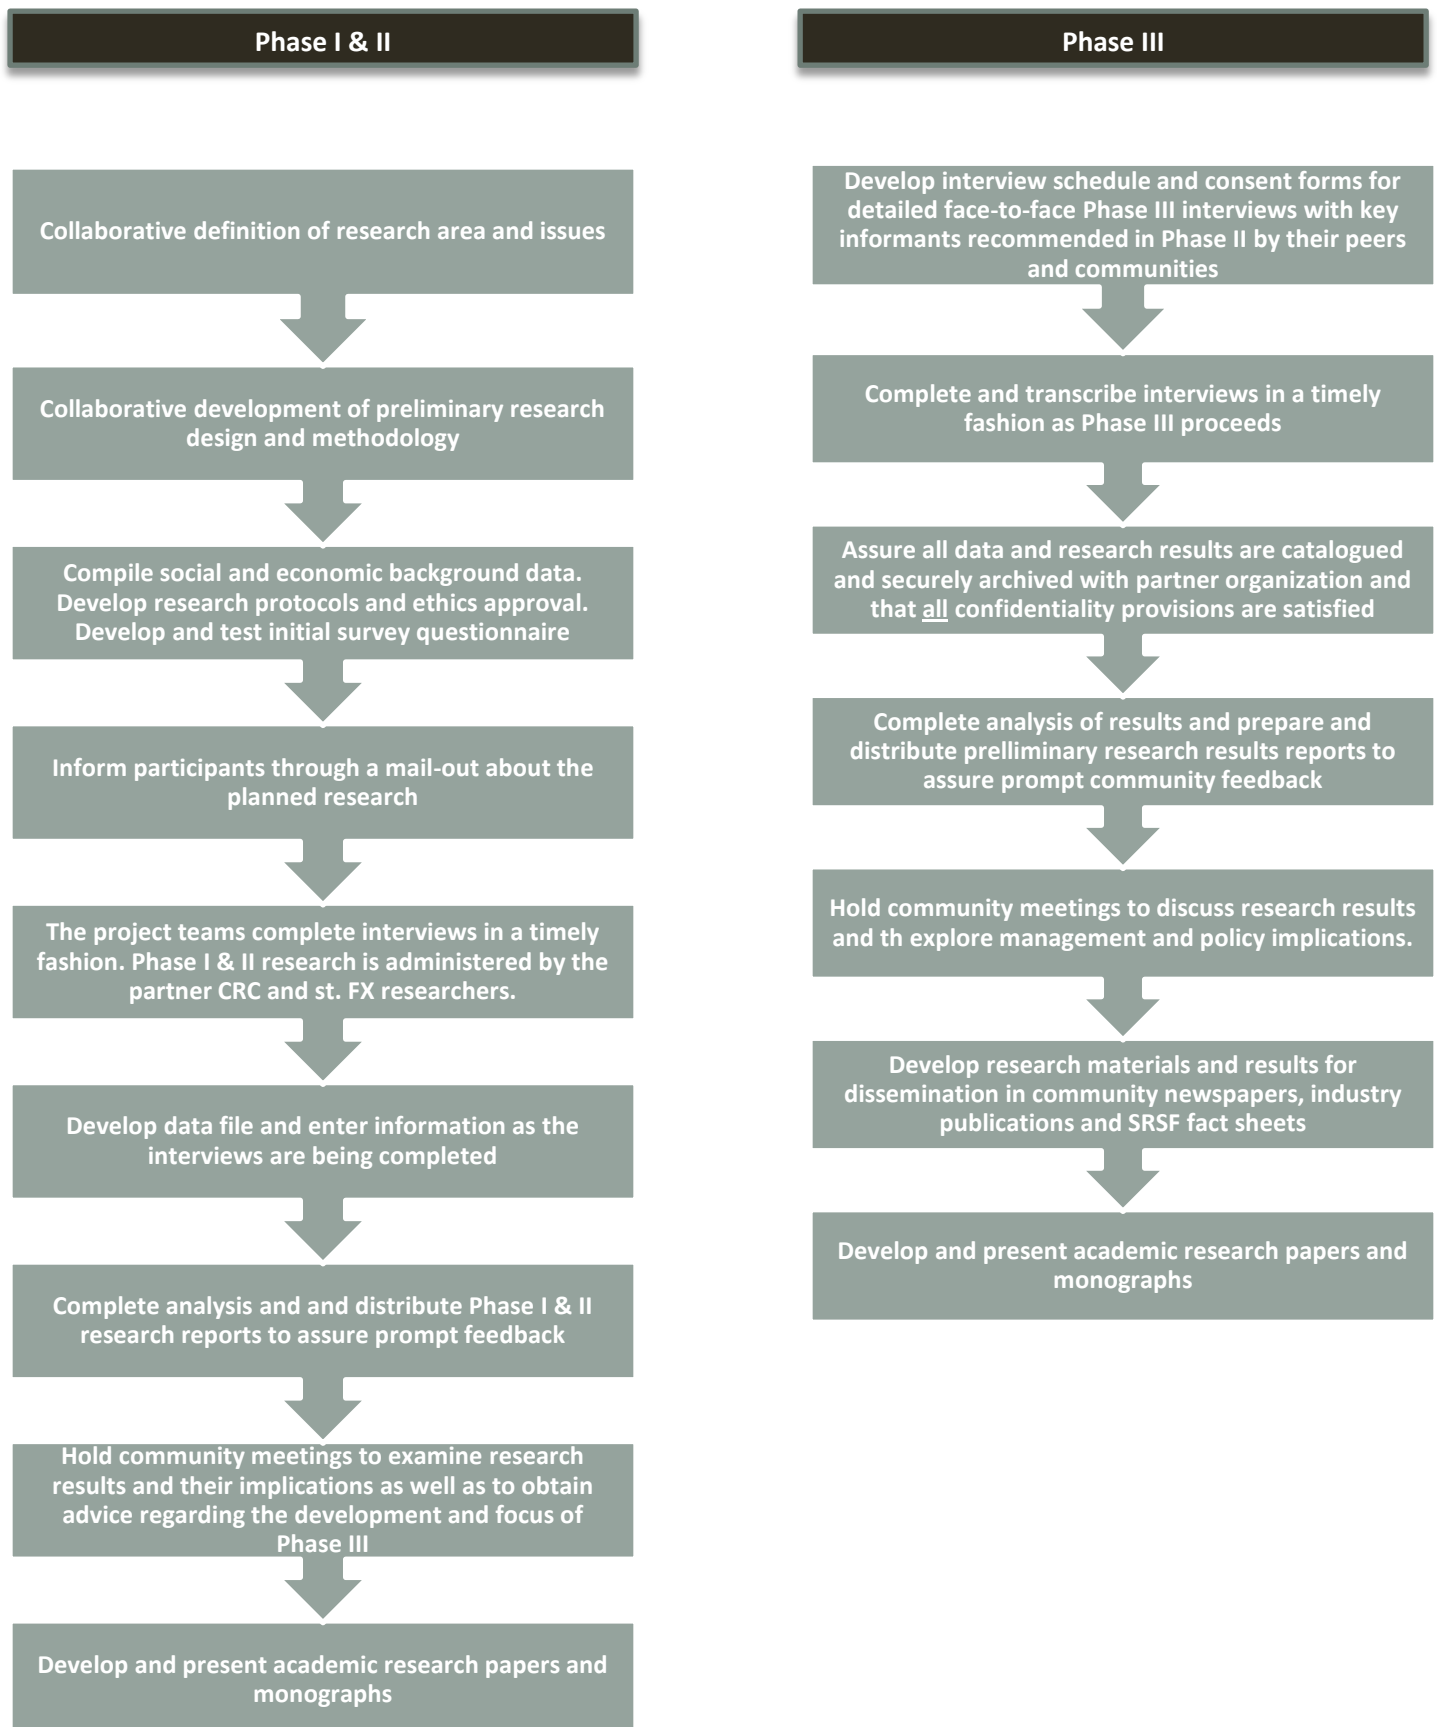 Phase I & II
Collaborative definition of research area and issues
Collaborative development of preliminary research
design and methodology
Compile social and economic background data.
Develop research protocols and ethics approval.
Develop and test initial survey questionnaire
Inform participants through a mail-out about the
planned research
The project teams complete interviews in a timely
fashion. Phase I & II research is administered by the
partner CRC and st. FX researchers.
Develop data file and enter information as the
interviews are being completed
Complete analysis and and distribute Phase I & II
research reports to assure prompt feedback
Hold community meetings to examine research
results and their implications as well as to obtain
advice regarding the development and focus of
Phase III
Develop and present academic research papers and
monographs
Phase III
Develop interview schedule and consent forms for
detailed face-to-face Phase III interviews with key
informants recommended in Phase II by their peers
and communities
Complete and transcribe interviews in a timely
fashion as Phase III proceeds
Assure all data and research results are catalogued
and securely archived with partner organization and
that all confidentiality provisions are satisfied
Complete analysis of results and prepare and
distribute prelliminary research results reports to
assure prompt community feedback
Hold community meetings to discuss research results
and th explore management and policy implications.
Develop research materials and results for
dissemination in community newspapers, industry
publications and SRSF fact sheets
Develop and present academic research papers and
monographs